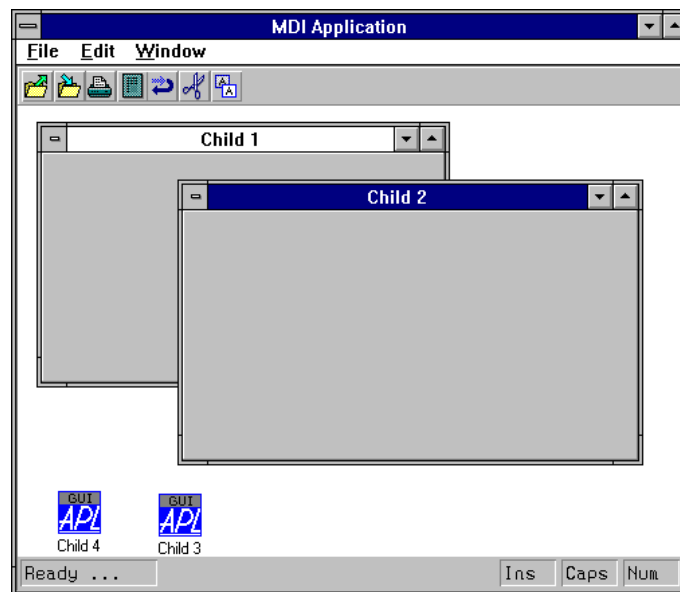 MDI Application
File Edit Window
A A
Child 1
Child 2
GUI GUI
APL APL
Child 4 Child 3
Ready ... Ins Caps Num